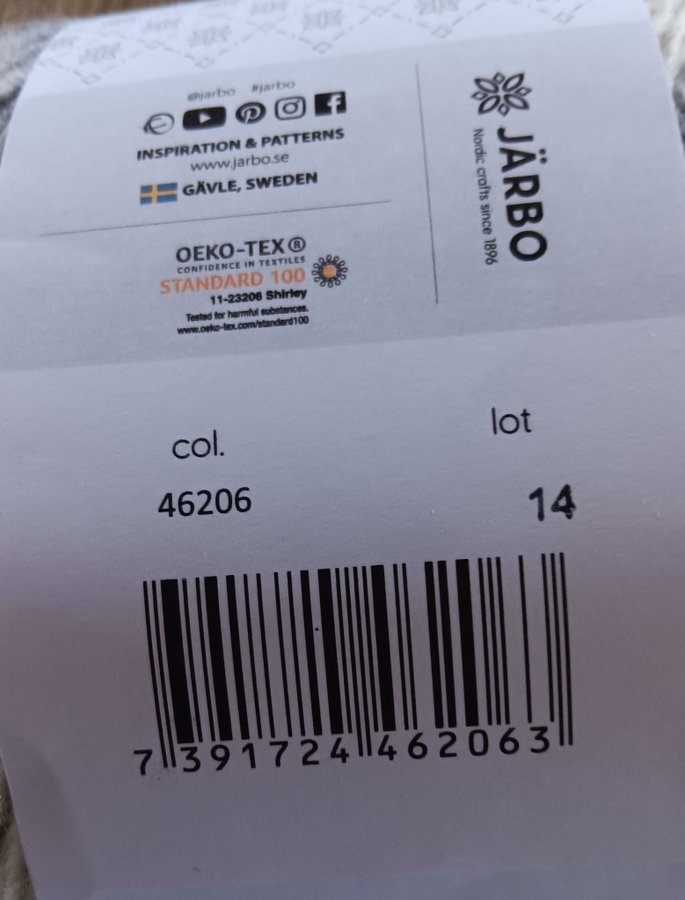 @jarbo #jarbo
INSPIRATION & PATTERNS
www.jarbo.se
GÄVLE, SWEDEN
OEKO-TEX®
CONFIDENCE IN TEXTILES
STANDARD 100
11-23206 Shirley
Tested for harmful substances.
www.oeko-tex.com/standard100
JÄRBO
Nordic crafts since 1896
col.
lot
46206
14
7 391724 462063